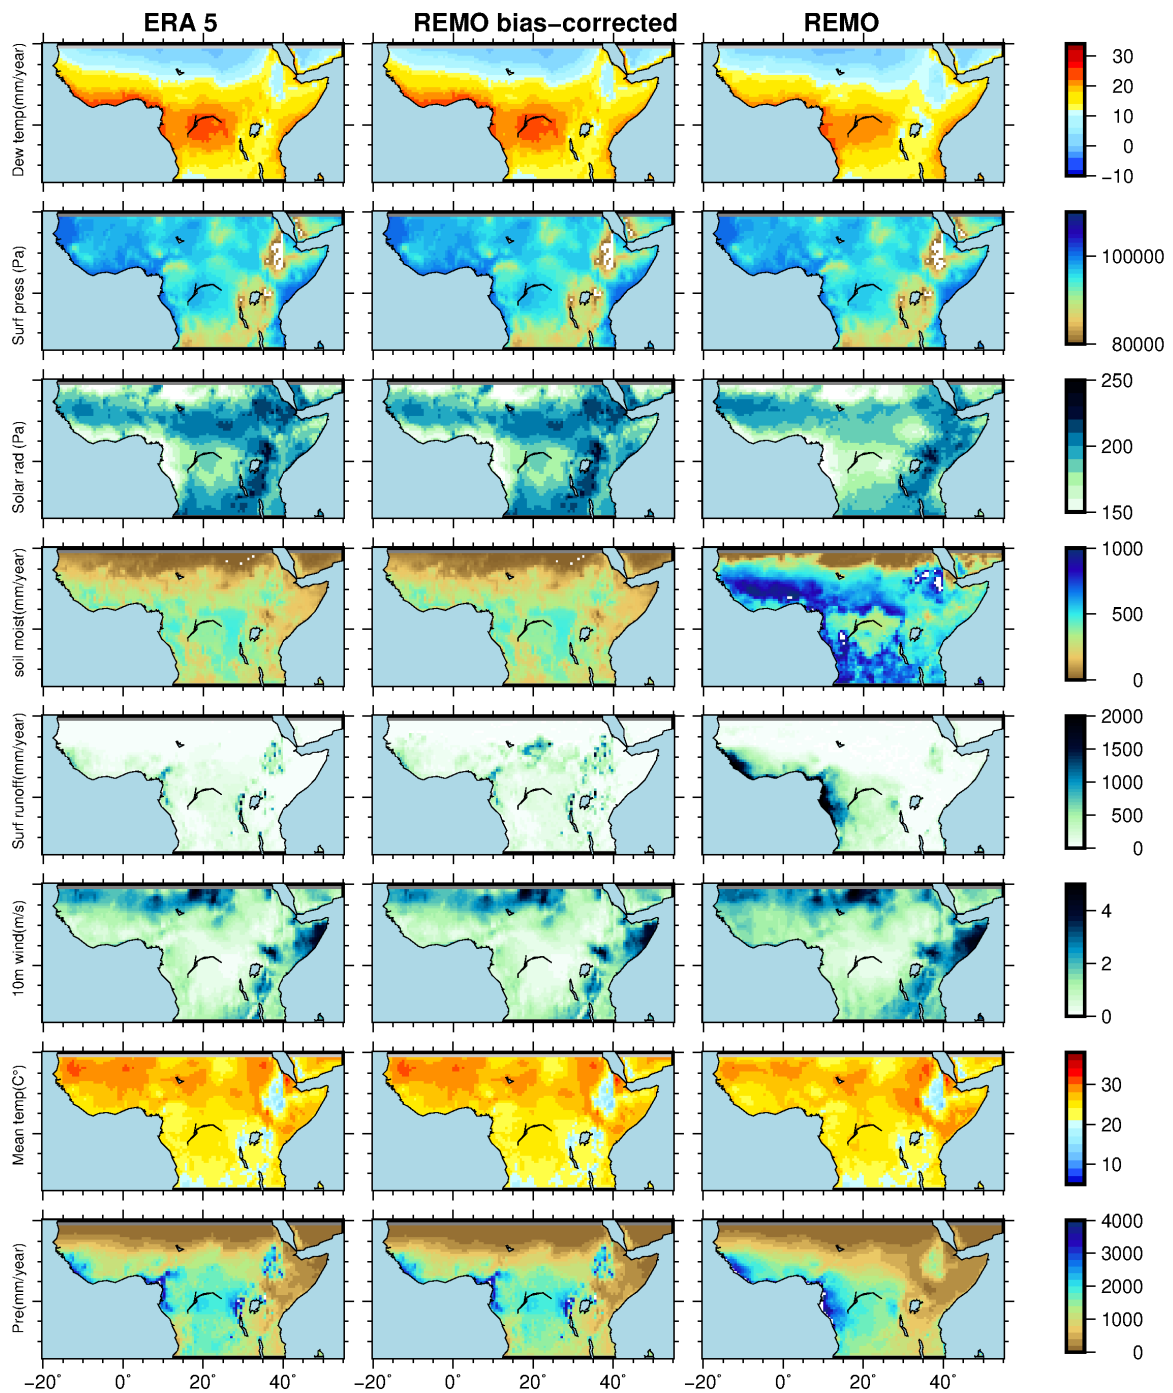 ERA 5 REMO bias-corrected REMO
Dew temp(mm/year)
30
20
10
0
-10
Surf press (Pa)
100000
80000
Solar rad (Pa)
250
200
150
soil moist(mm/year)
1000
500
0
Surf runoff(mm/year)
2000
1500
1000
500
0
10m wind(m/s)
4
2
0
Mean temp(C°)
30
20
10
Pre(mm/year)
4000
3000
2000
1000
0
-20° 0° 20° 40° -20° 0° 20° 40° -20° 0° 20° 40°